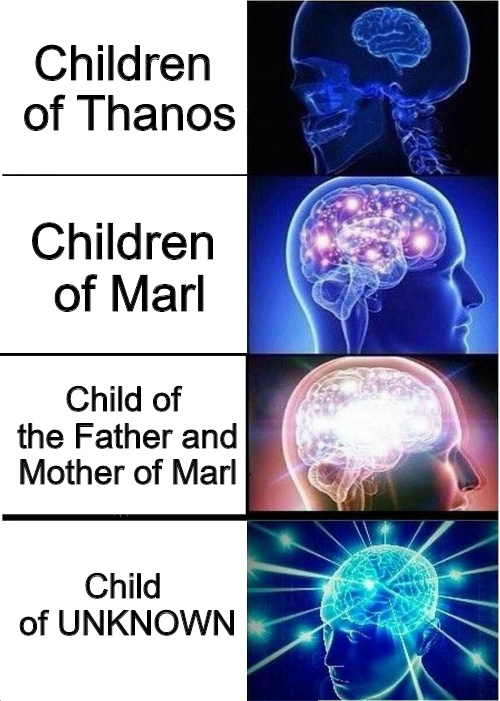 Children
of Thanos
Children
of Marl
Child of
the Father and
Mother of Marl
Child
of UNKNOWN